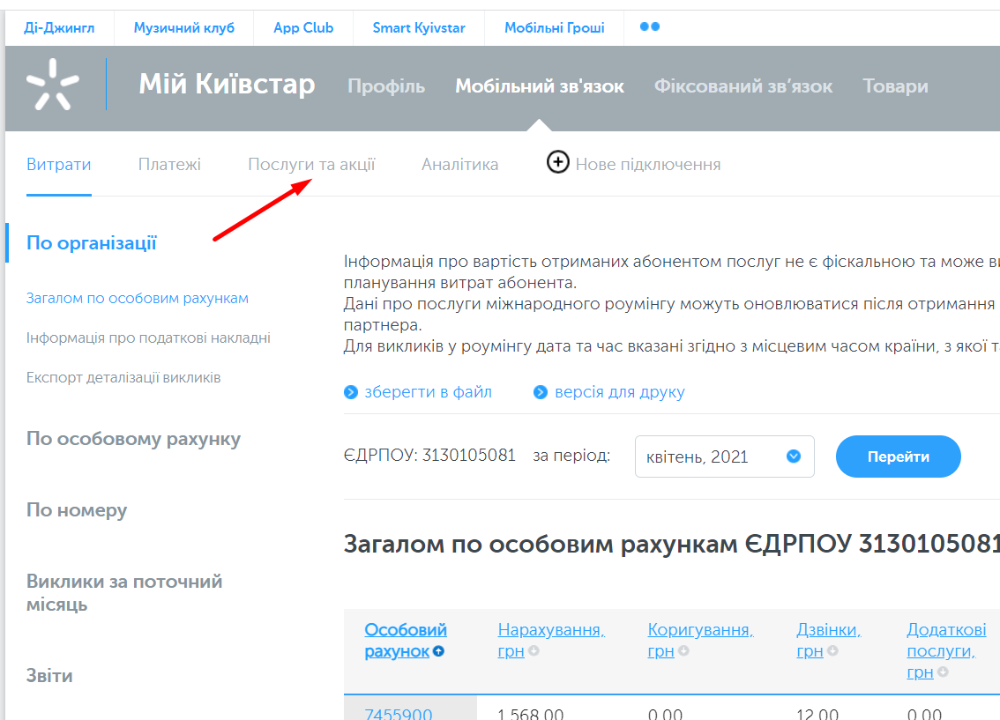 Ді-Джингл Музичний клуб App Club Smart Kyivstar Мобільні Гроші
Мій Київстар Профіль Мобільний зв'язок Фіксований зв’язок Товари
Витрати Платежі Послуги та акції Аналітика Нове підключення
По організації
Загалом по особовим рахункам
Інформація про податкові накладні
Експорт деталізації викликів
По особовому рахунку
По номеру
Виклики за поточний
місяць
Звіти
Інформація про вартість отриманих абонентом послуг не є фіскальною та може
планування витрат абонента.
Дані про послуги міжнародного роумінгу можуть оновлюватися після отримання
партнера.
Для викликів у роумінгу дата та час вказані згідно з місцевим часом країни, з якої
зберегти в файл версія для друку
ЄДРПОУ: 3130105081 за період: квітень, 2021 Перейти
Загалом по особовим рахункам ЄДРПОУ 3130105081
Особовий Нарахування, Коригування, Дзвінки, Додаткові
рахунок грн грн грн послуги,
грн
7455900 1 568,00 0,00 12,00 0,00